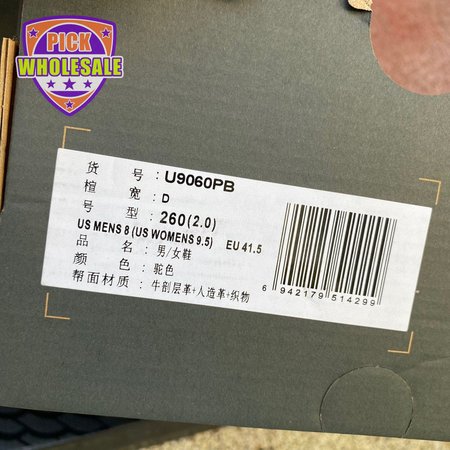 PICK
WHOLESALE
货 号: U9060PB
楦 宽: D
号 型: 260(2.0)
US MENS 8 (US WOMENS 9.5) EU 41.5
品 名: 男/女鞋
颜 色: 驼色
帮面材质: 牛剖层革+人造革+织物
6 942179 514299